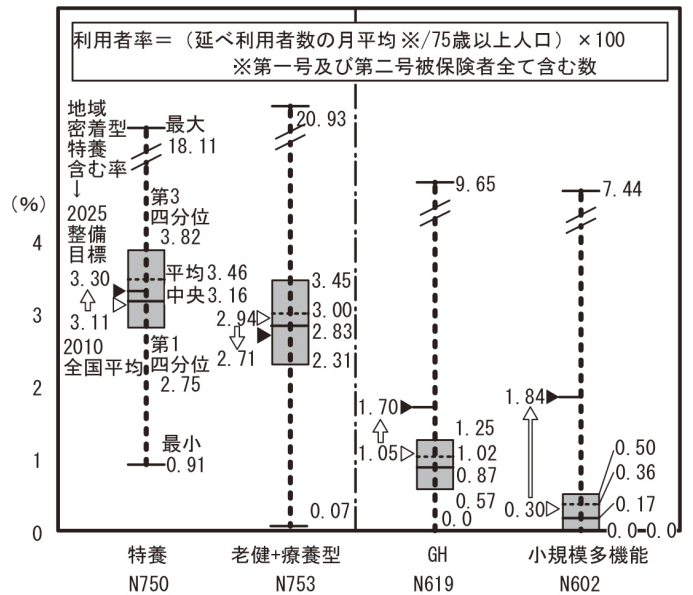 利用者率＝（延べ利用者数の月平均 ※/75歳以上人口）×100
※第一号及び第二号被保険者全て含む数
地域
密着型
特養
含む率
↓
2025
整備
目標
3.30
3.11
2010
全国平均
最大
18.11
第3
四分位
3.82
平均3.46
中央3.16
第1
四分位
2.75
最小
0.91
20.93
3.45
3.00
2.94
2.83
2.71
2.31
0.07
9.65
1.70
1.25
1.05
1.02
0.87
0.57
0.0
7.44
1.84
0.50
0.36
0.30
0.17
0.0
0.0
(%)
4
3
2
1
0
特養
老健+療養型
GH
小規模多機能
N750
N753
N619
N602